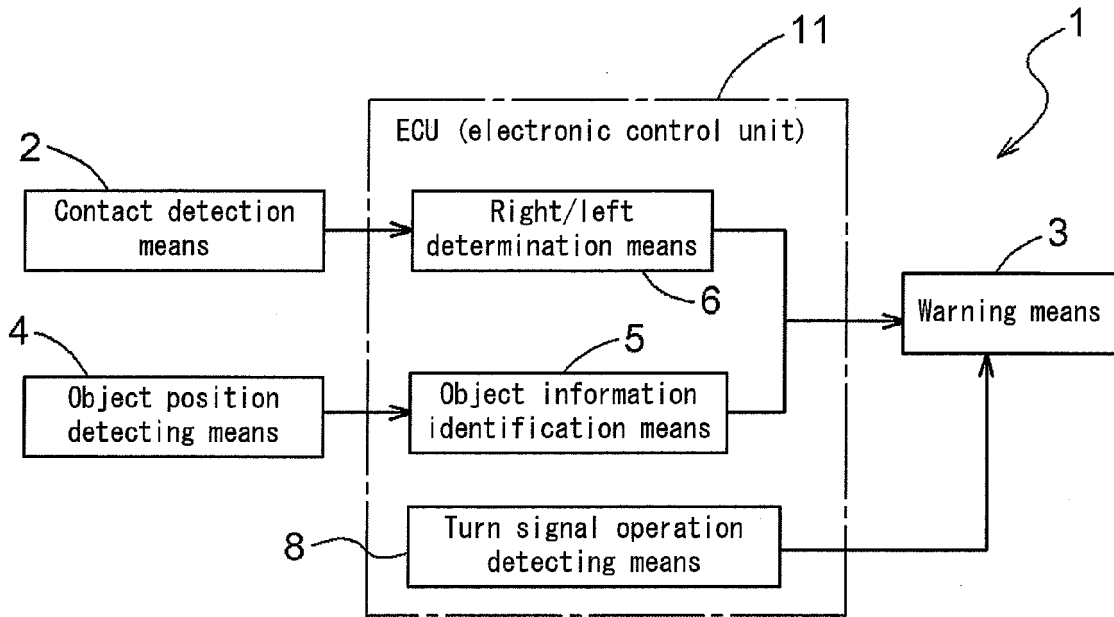 11
1
ECU (electronic control unit)
2
Contact detection
means
Right/left
determination means
6
3
Warning means
4
Object position
detecting means
5
Object information
identification means
8
Turn signal operation
detecting means